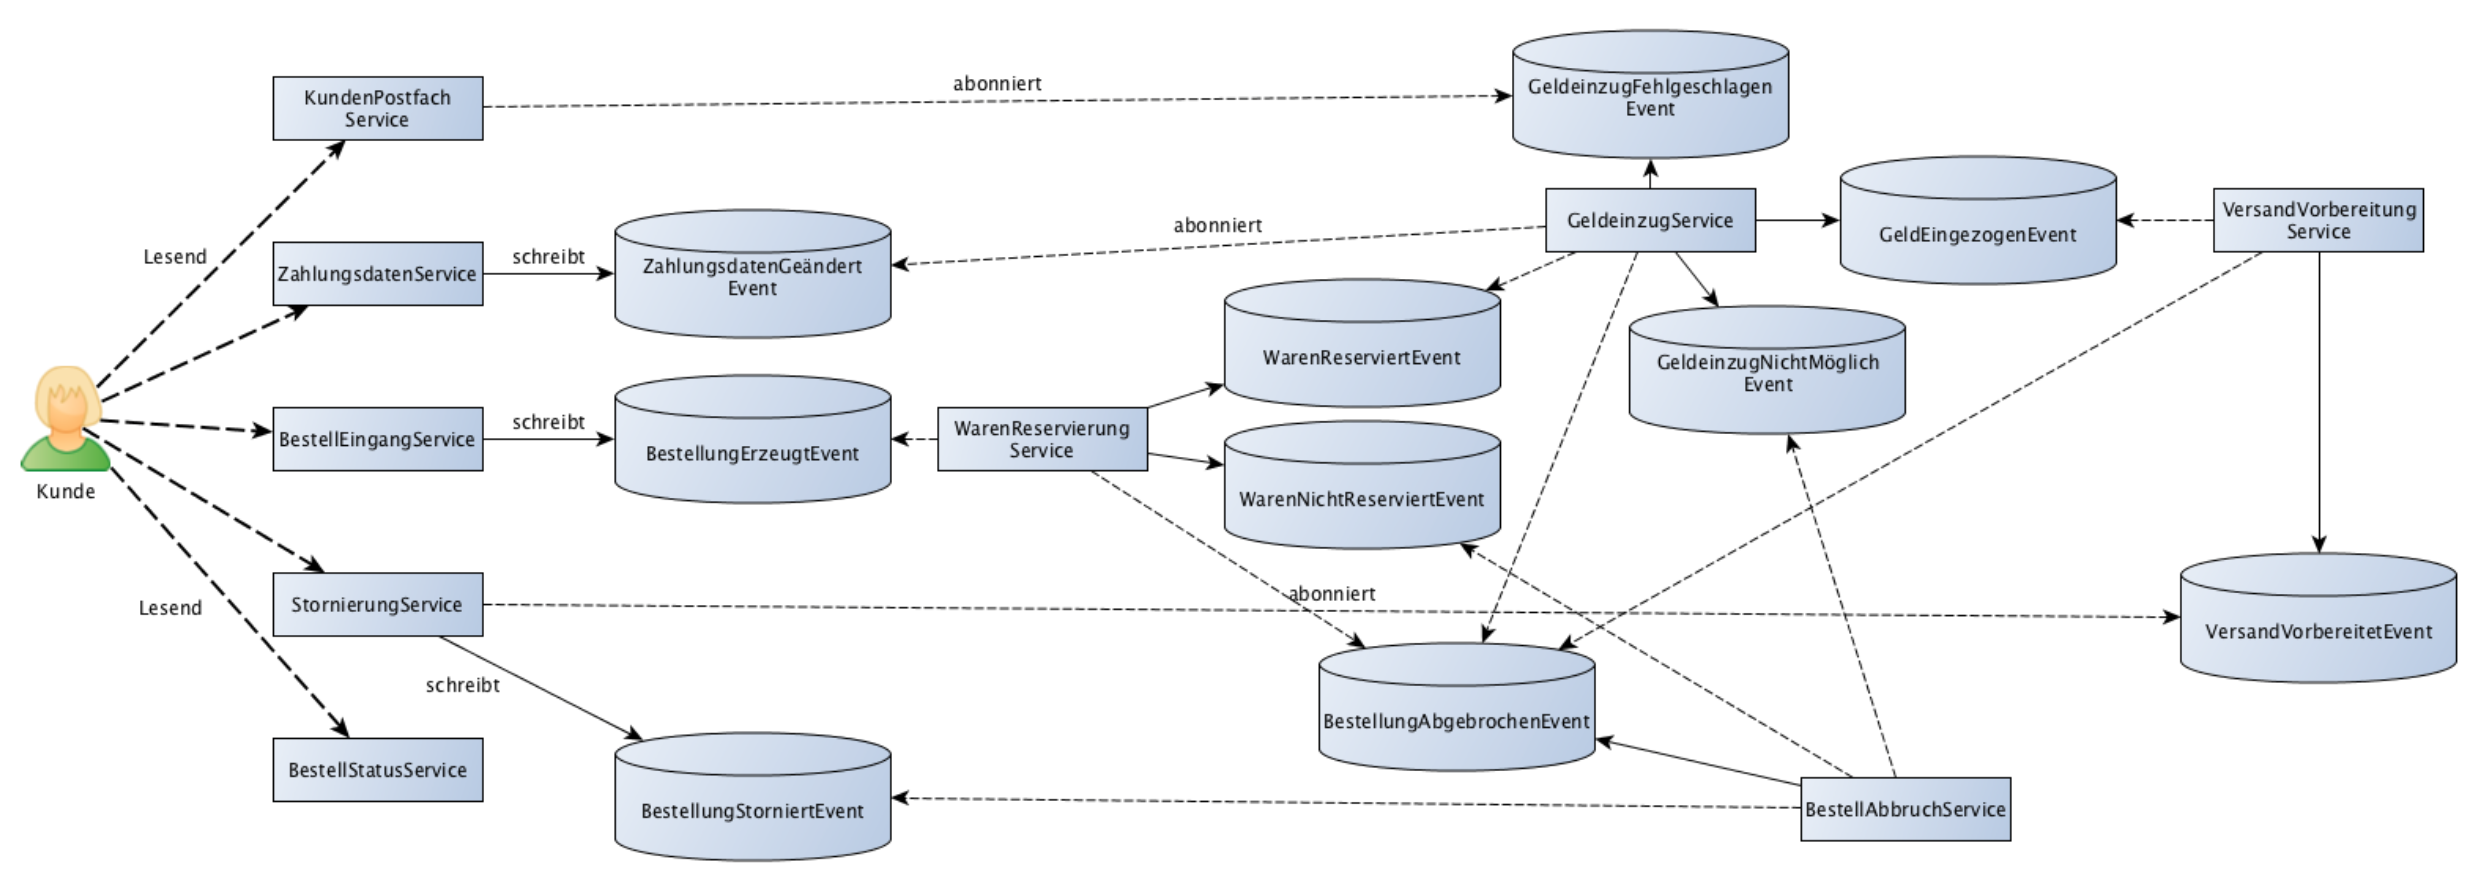 abonniert
GeldeinzugFehlgeschlagen
Event
KundenPostfach
Service
Lesend
ZahlungsdatenService
schreibt
ZahlungsdatenGeändert
Event
abonniert
GeldeinzugService
GeldEingezogenEvent
VersandVorbereitung
Service
WarenReserviertEvent
GeldeinzugNichtMöglich
Event
Kunde
BestellEingangService
schreibt
BestellungErzeugtEvent
WarenReservierung
Service
WarenNichtReserviertEvent
Lesend
StornierungService
abonniert
VersandVorbereitetEvent
schreibt
BestellungAbgebrochenEvent
BestellStatusService
BestellungStorniertEvent
BestellAbbruchService